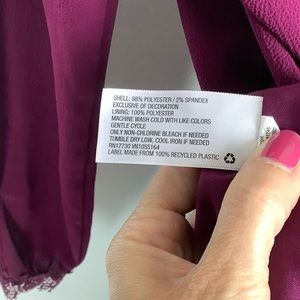 SHELL: 98% POLYESTER / 2% SPANDEX
EXCLUSIVE OF DECORATION
LINING: 100% POLYESTER
MACHINE WASH COLD WITH LIKE COLORS
GENTLE CYCLE
ONLY NON-CHLORINE BLEACH IF NEEDED
TUMBLE DRY LOW, COOL IRON IF NEEDED
RN17730 VN1055164
LABEL MADE FROM 100% RECYCLED PLASTIC